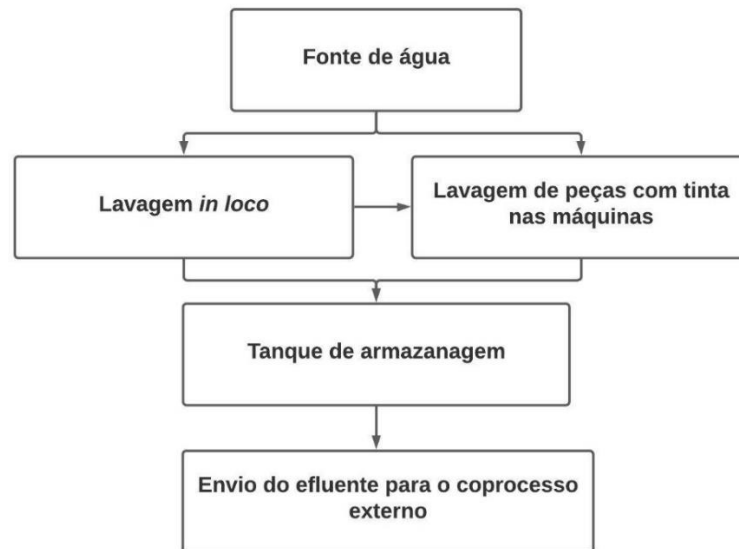 Fonte de água
Lavagem in loco
Lavagem de peças com tinta
nas máquinas
Tanque de armazanagem
Envio do efluente para o coprocesso
externo